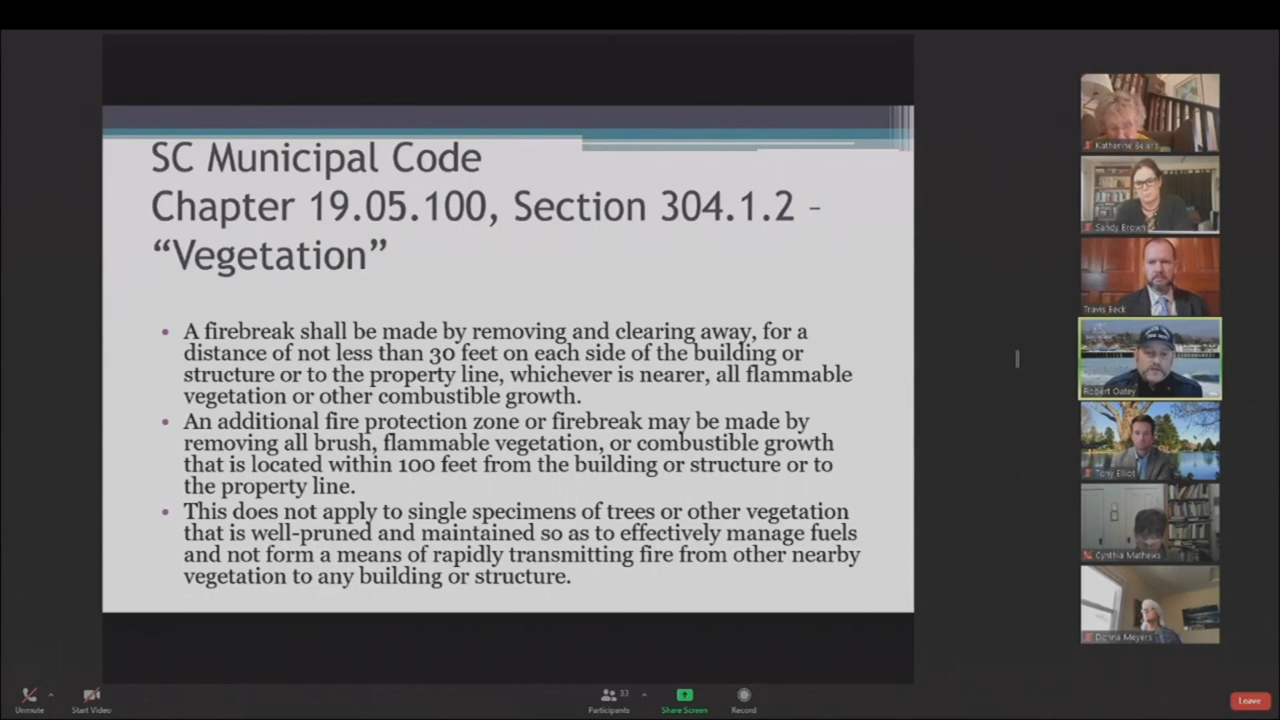 SC Municipal Code
Chapter 19.05.100, Section 304.1.2 –
“Vegetation”
• A firebreak shall be made by removing and clearing away, for a
distance of not less than 30 feet on each side of the building or
structure or to the property line, whichever is nearer, all flammable
vegetation or other combustible growth.
• An additional fire protection zone or firebreak may be made by
removing all brush, flammable vegetation, or combustible growth
that is located within 100 feet from the building or structure or to
the property line.
• This does not apply to single specimens of trees or other vegetation
that is well-pruned and maintained so as to effectively manage fuels
and not form a means of rapidly transmitting fire from other nearby
vegetation to any building or structure.
Katherine Beiers
Sandy Brown
Travis Beck
Robert Oatey
Tony Elliot
Cynthia Mathews
Donna Meyers
Unmute
Start Video
33
Participants
Share Screen
Record
Leave